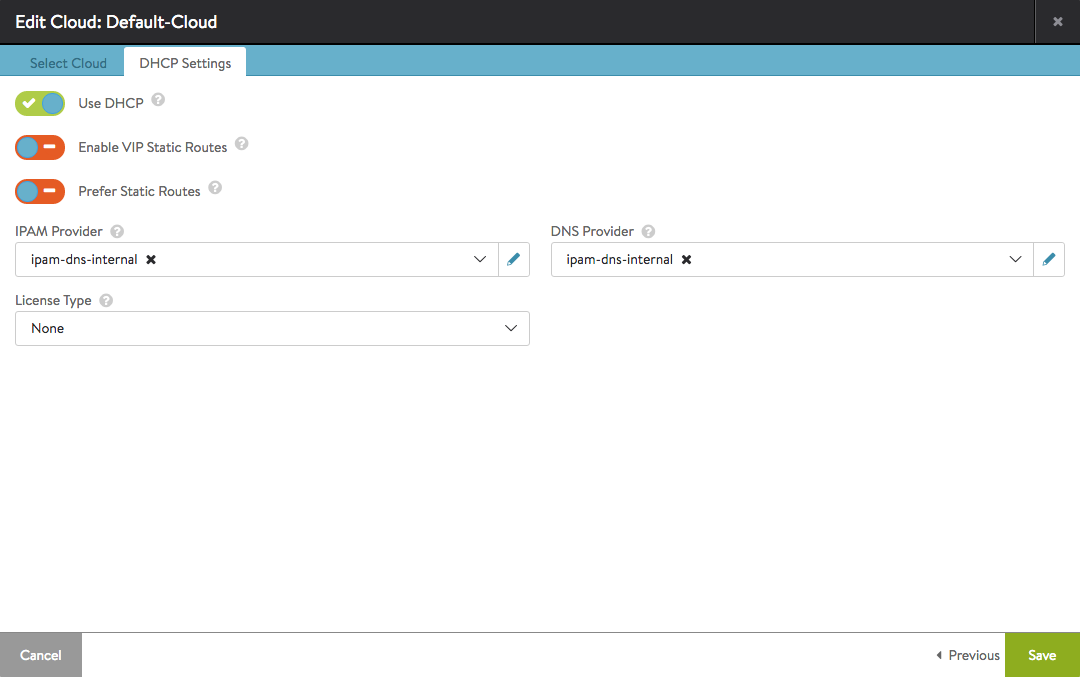 Edit Cloud: Default-Cloud
Select Cloud DHCP Settings
Use DHCP ?
Enable VIP Static Routes ?
Prefer Static Routes ?
IPAM Provider ? DNS Provider ?
ipam-dns-internal ipam-dns-internal
License Type ?
None
Cancel Previous Save